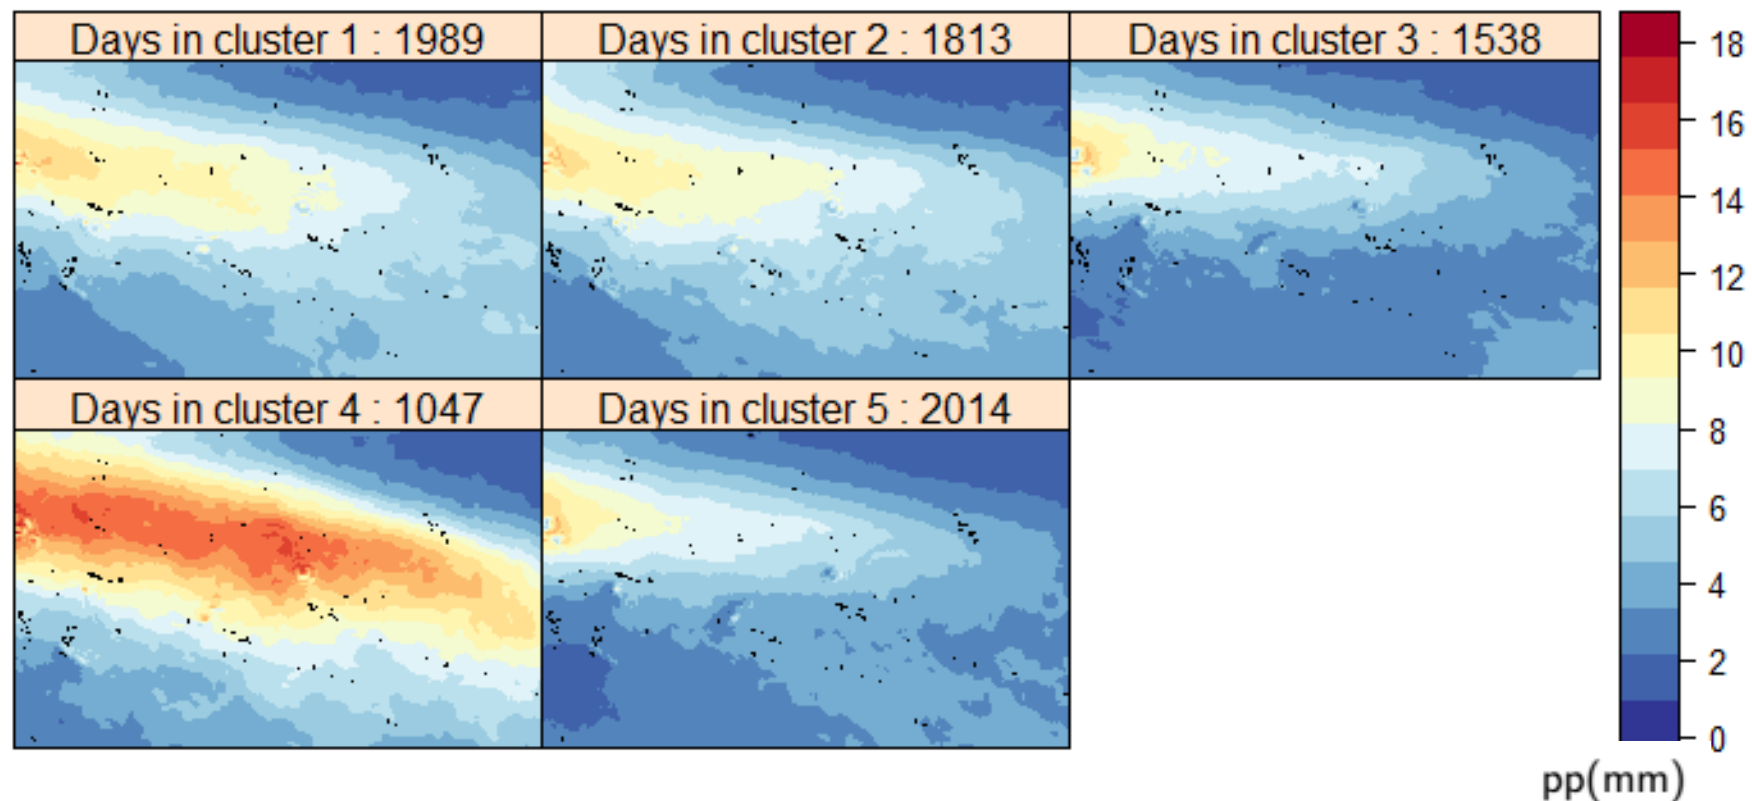 Days in cluster 1 : 1989
Days in cluster 2 : 1813
Days in cluster 3 : 1538
Days in cluster 4 : 1047
Days in cluster 5 : 2014
18
16
14
12
10
8
6
4
2
0
pp(mm)